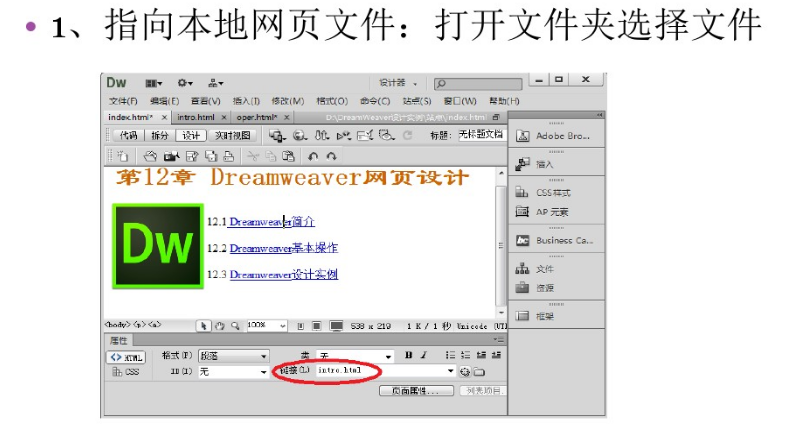 • 1、指向本地网页文件：打开文件夹选择文件
Dw 设计器
文件(F) 编辑(E) 查看(V) 插入(I) 修改(M) 格式(O) 命令(C) 站点(S) 窗口(W) 帮助(H)
index.html* x intro.html x oper.html* x D:\DreamWeaver设计实例\站点\index.html
代码 拆分 设计 实时视图 标题: 无标题文档
Adobe Bro...
插入
第12章 Dreamweaver网页设计
CSS样式
AP 元素
Dw
12.1 Dreamweaver简介
Business Ca...
12.2 Dreamweaver基本操作
12.3 Dreamweaver设计实例
文件
资源
框架
<body> <p> <a> 100% 538 x 219 1 K / 1 秒 Unicode (UTF
属性
<> HTML 格式(F) 段落 类 无 B I
CSS ID(I) 无 链接(L) intro.html
页面属性... 列表项目